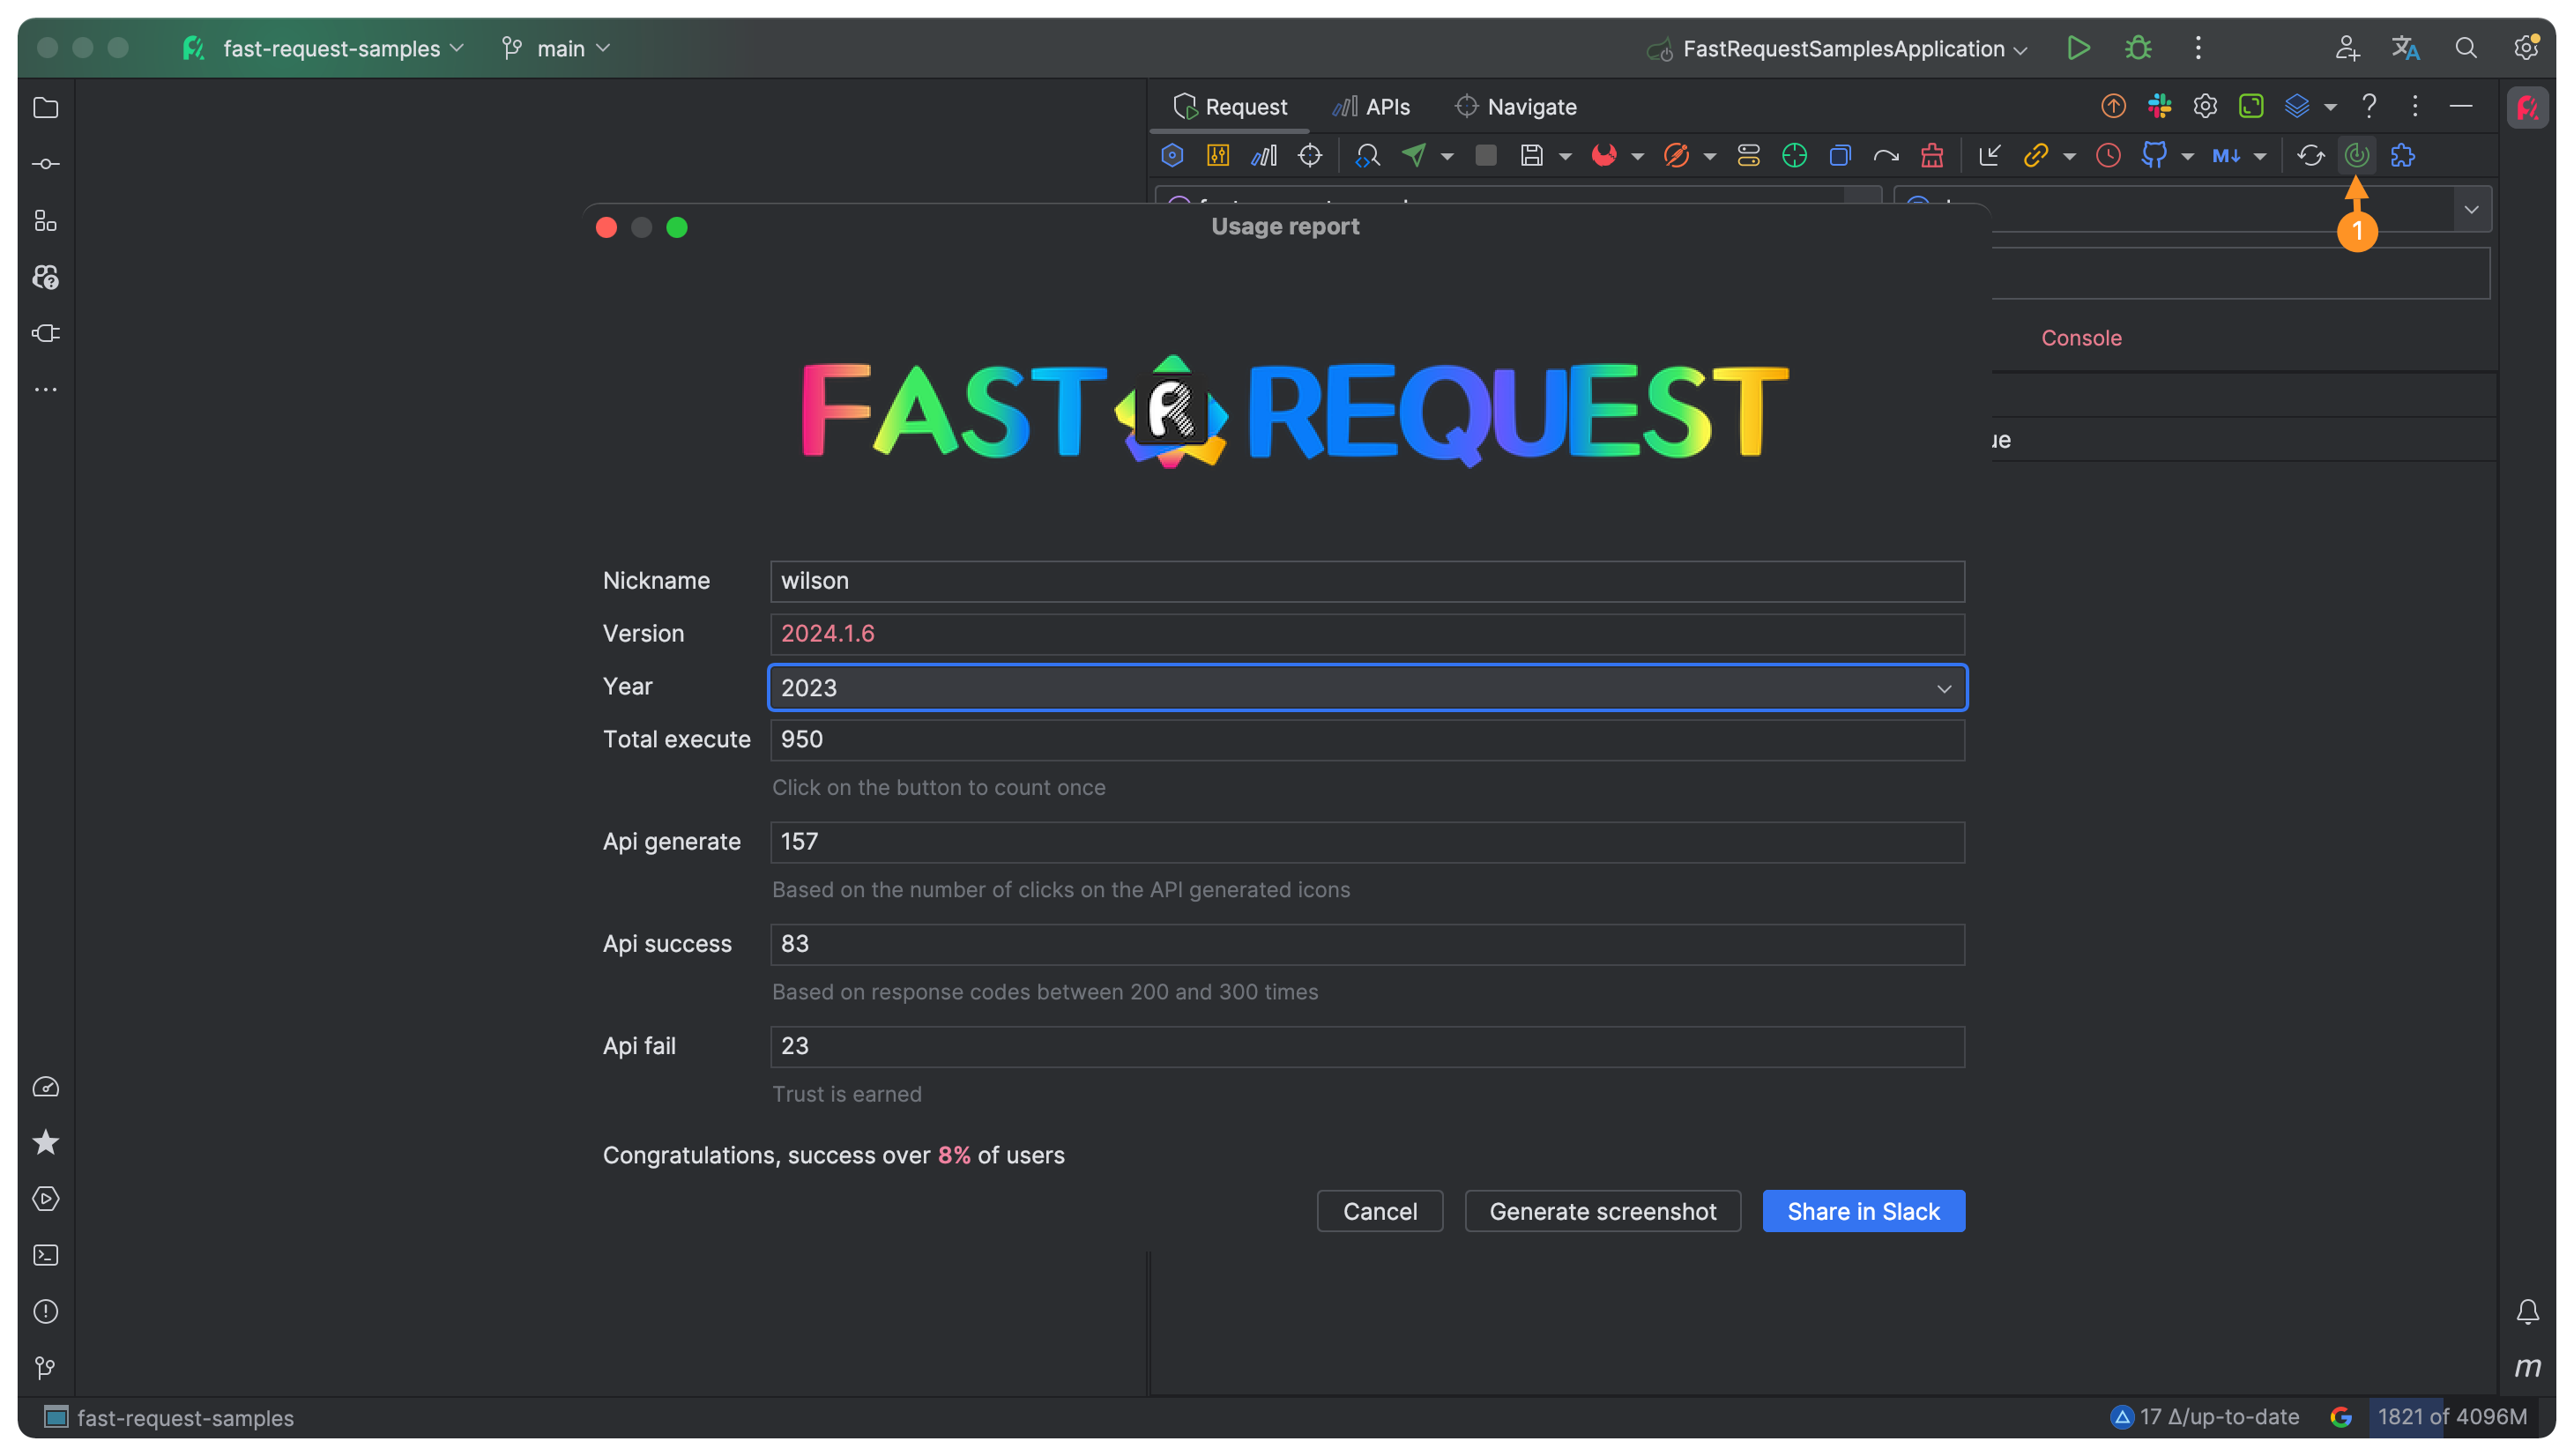 fast-request-samples
main
FastRequestSamplesApplication
Request
APIs
Navigate
M↓
1
Usage report
Console
FAST REQUEST
ue
Nickname
wilson
Version
2024.1.6
Year
2023
Total execute
950
Click on the button to count once
Api generate
157
Based on the number of clicks on the API generated icons
Api success
83
Based on response codes between 200 and 300 times
Api fail
23
Trust is earned
Congratulations, success over 8% of users
Cancel
Generate screenshot
Share in Slack
m
fast-request-samples
17 Δ/up-to-date
1821 of 4096M